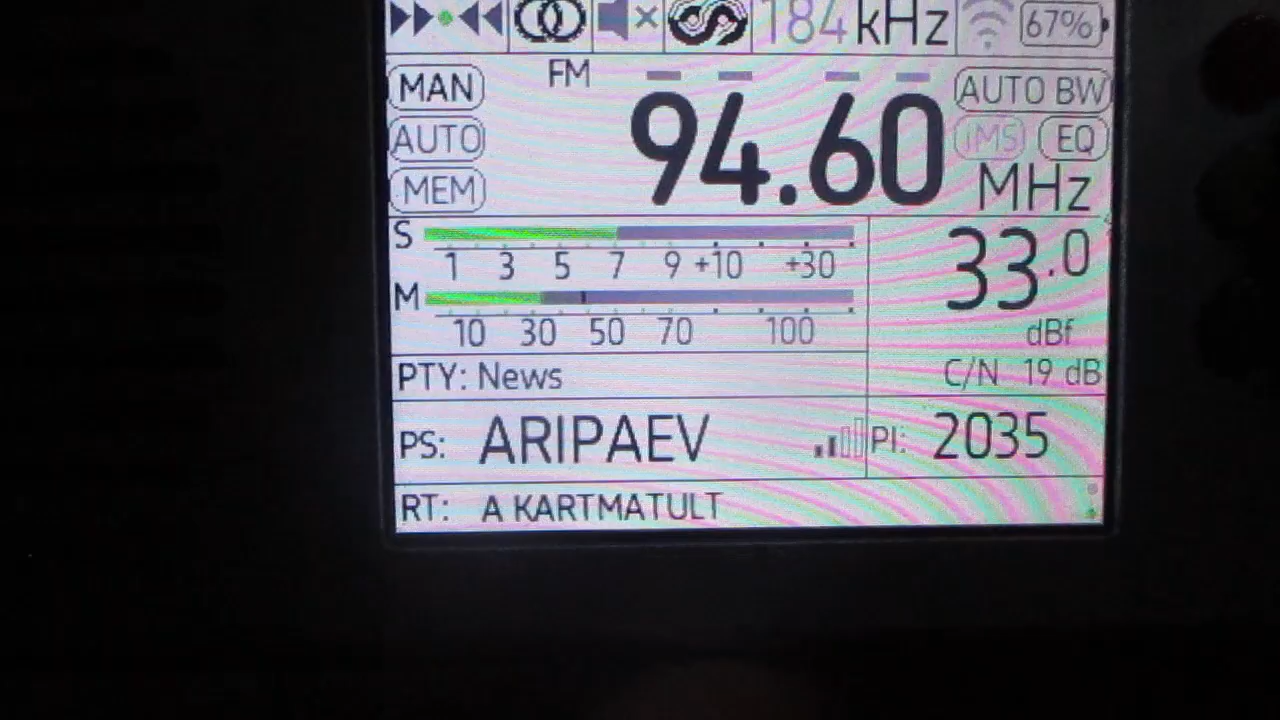 184 kHz 67%
MAN FM 94.60 MHz AUTO BW
AUTO iMS EQ
MEM
S 1 3 5 7 9 +10 +30
M 10 30 50 70 100
33.0 dBf
PTY: News C/N 19 dB
PS: ARIPAEV PI: 2035
RT: A KARTMATULT